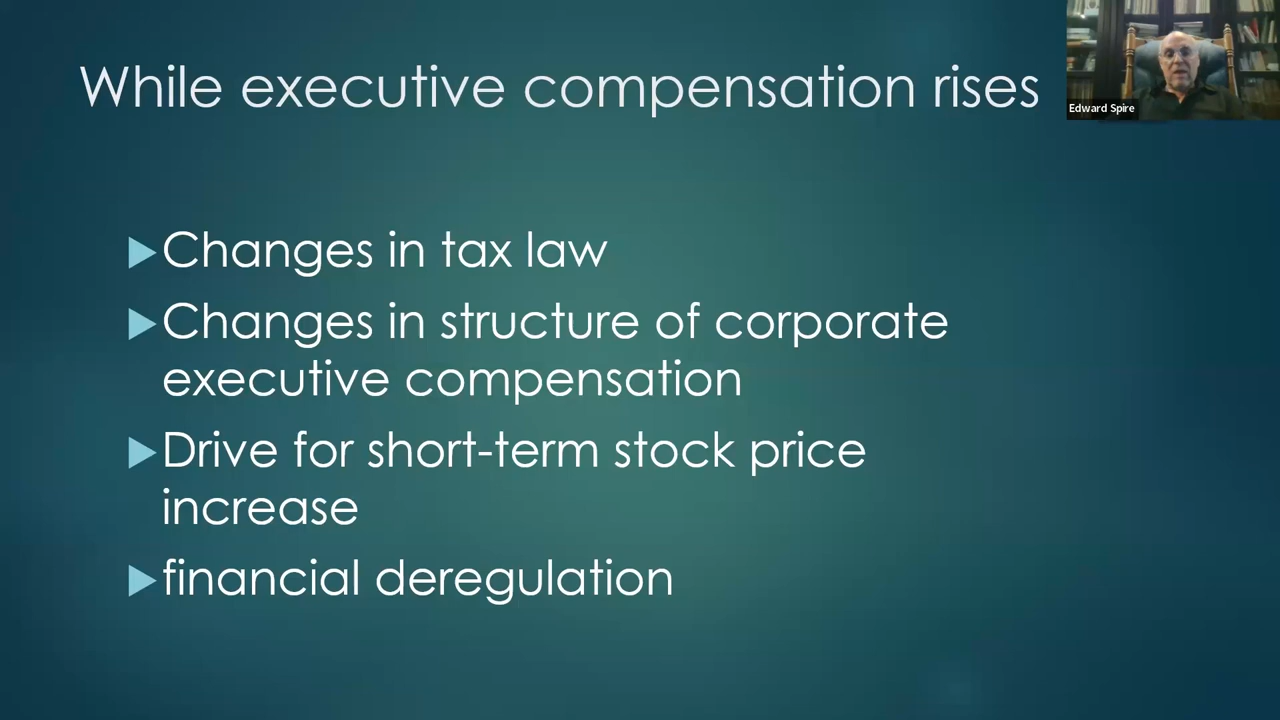 While executive compensation rises
Edward Spire
▶Changes in tax law
▶Changes in structure of corporate
executive compensation
▶Drive for short-term stock price
increase
▶financial deregulation